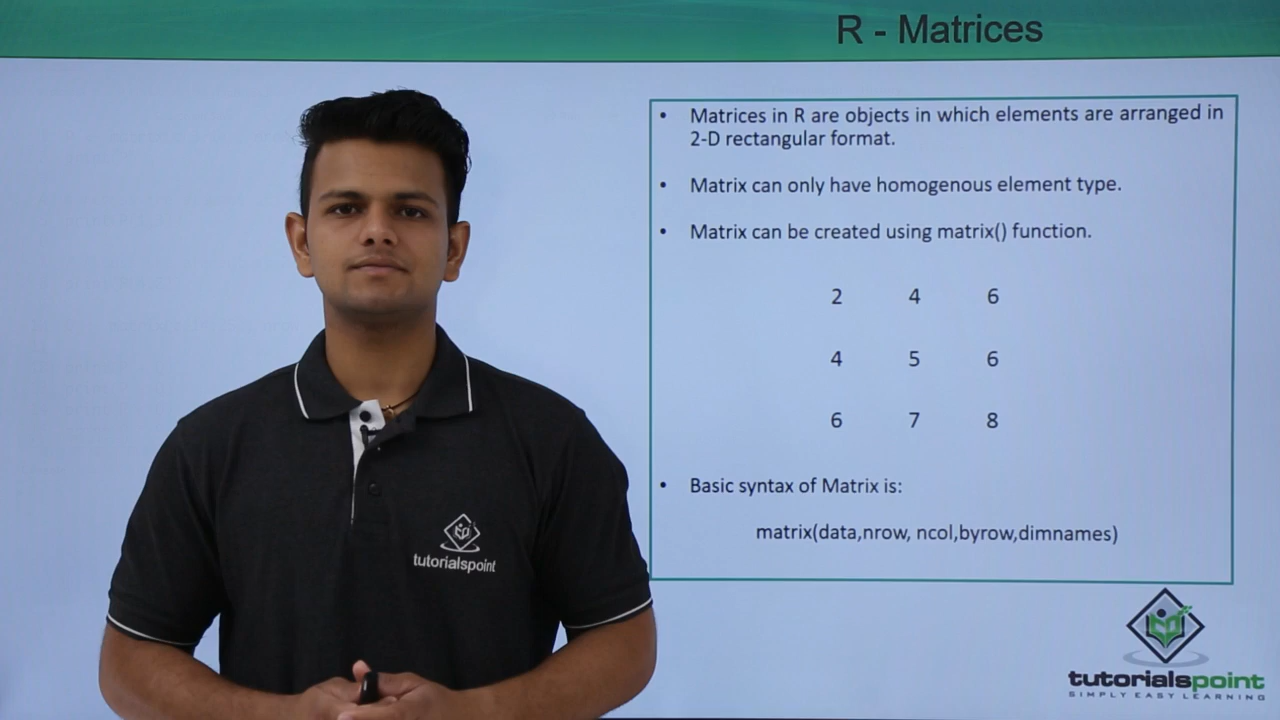 R - Matrices
• Matrices in R are objects in which elements are arranged in
2-D rectangular format.
• Matrix can only have homogenous element type.
• Matrix can be created using matrix() function.
2 4 6
4 5 6
6 7 8
• Basic syntax of Matrix is:
matrix(data,nrow, ncol,byrow,dimnames)
tutorialspoint
tutorialspoint
SIMPLY EASY LEARNING